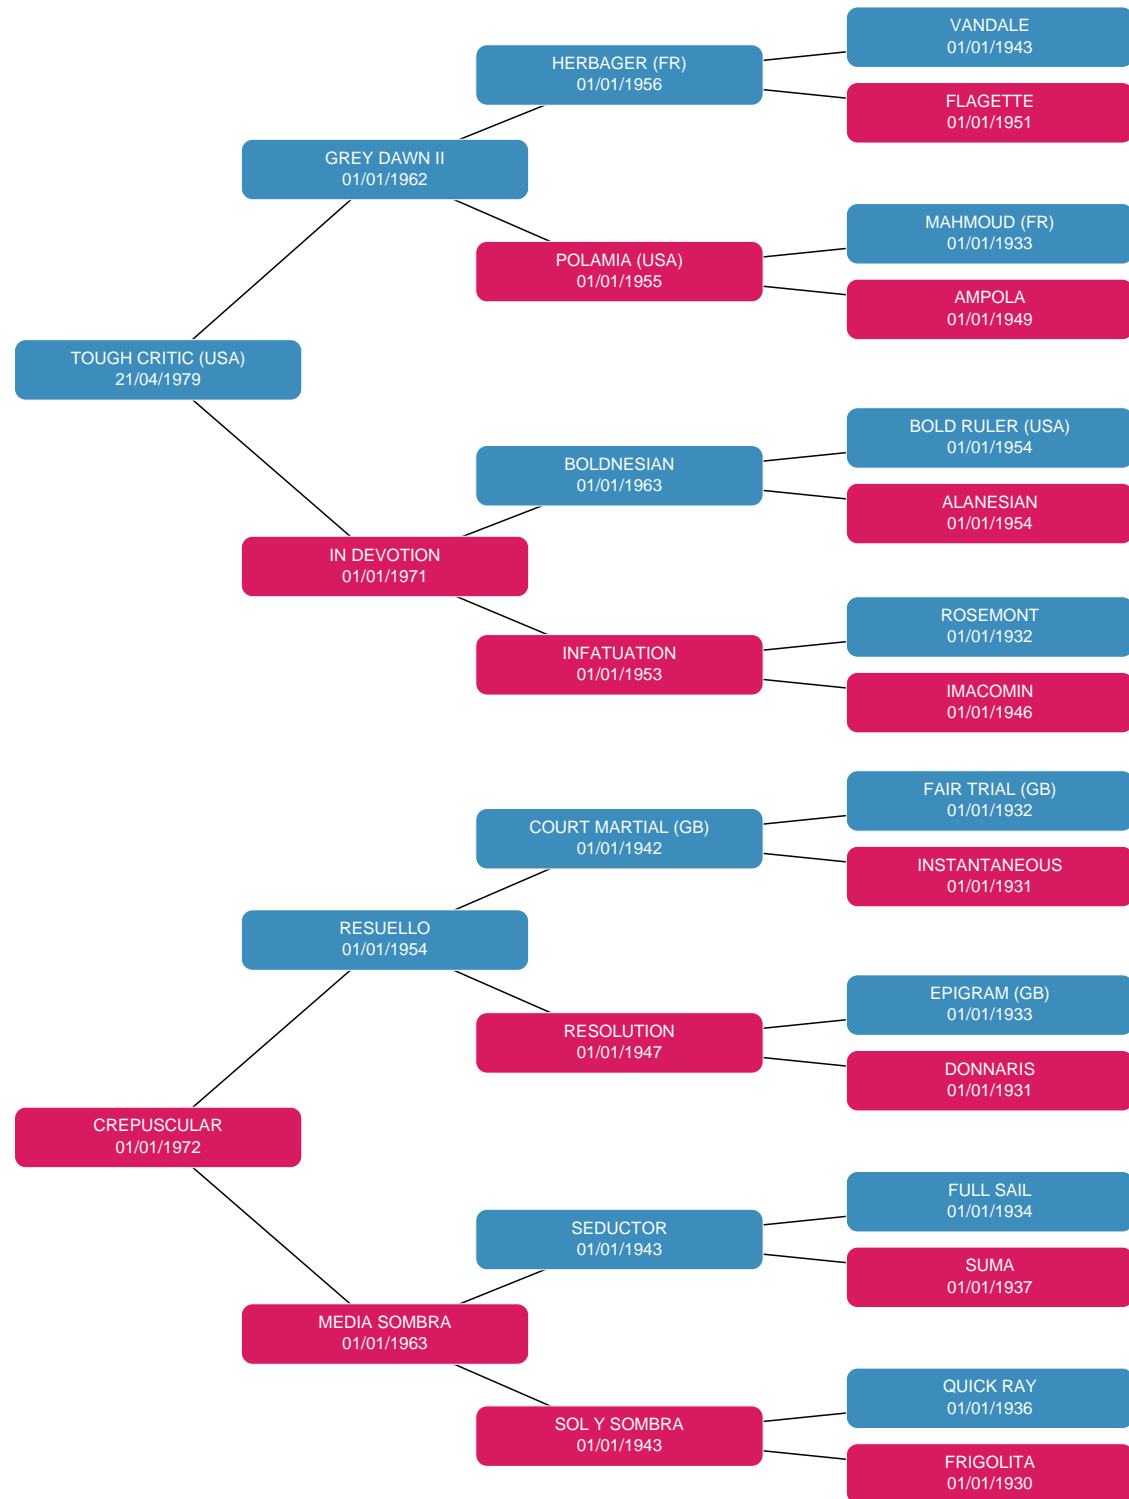 VANDALE
01/01/1943
HERBAGER (FR)
01/01/1956
FLAGETTE
01/01/1951
GREY DAWN II
01/01/1962
MAHMOUD (FR)
01/01/1933
POLAMIA (USA)
01/01/1955
AMPOLA
01/01/1949
TOUGH CRITIC (USA)
21/04/1979
BOLD RULER (USA)
01/01/1954
BOLDNESIAN
01/01/1963
ALANESIAN
01/01/1954
IN DEVOTION
01/01/1971
ROSEMONT
01/01/1932
INFATUATION
01/01/1953
IMACOMIN
01/01/1946
FAIR TRIAL (GB)
01/01/1932
COURT MARTIAL (GB)
01/01/1942
INSTANTANEOUS
01/01/1931
RESUELLO
01/01/1954
EPIGRAM (GB)
01/01/1933
RESOLUTION
01/01/1947
DONNARIS
01/01/1931
CREPUSCULAR
01/01/1972
FULL SAIL
01/01/1934
SEDUCTOR
01/01/1943
SUMA
01/01/1937
MEDIA SOMBRA
01/01/1963
QUICK RAY
01/01/1936
SOL Y SOMBRA
01/01/1943
FRIGOLITA
01/01/1930